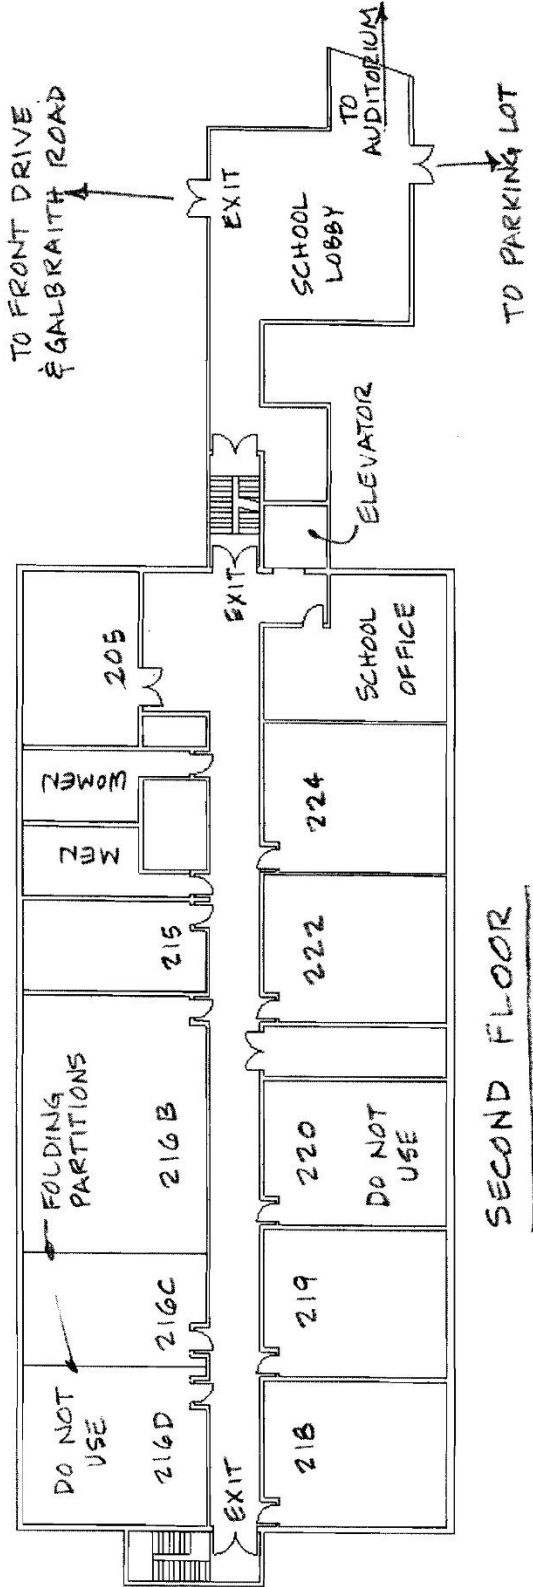 TO FRONT DRIVE
& GALBRAITH ROAD
DO NOT
USE
216D
216C
FOLDING
PARTITIONS
216B
215
MEN
WOMEN
205
EXIT
EXIT
EXIT
SCHOOL
LOBBY
TO
AUDITORIUM
ELEVATOR
TO PARKING LOT
218
219
220
DO NOT
USE
222
224
SCHOOL
OFFICE
SECOND FLOOR